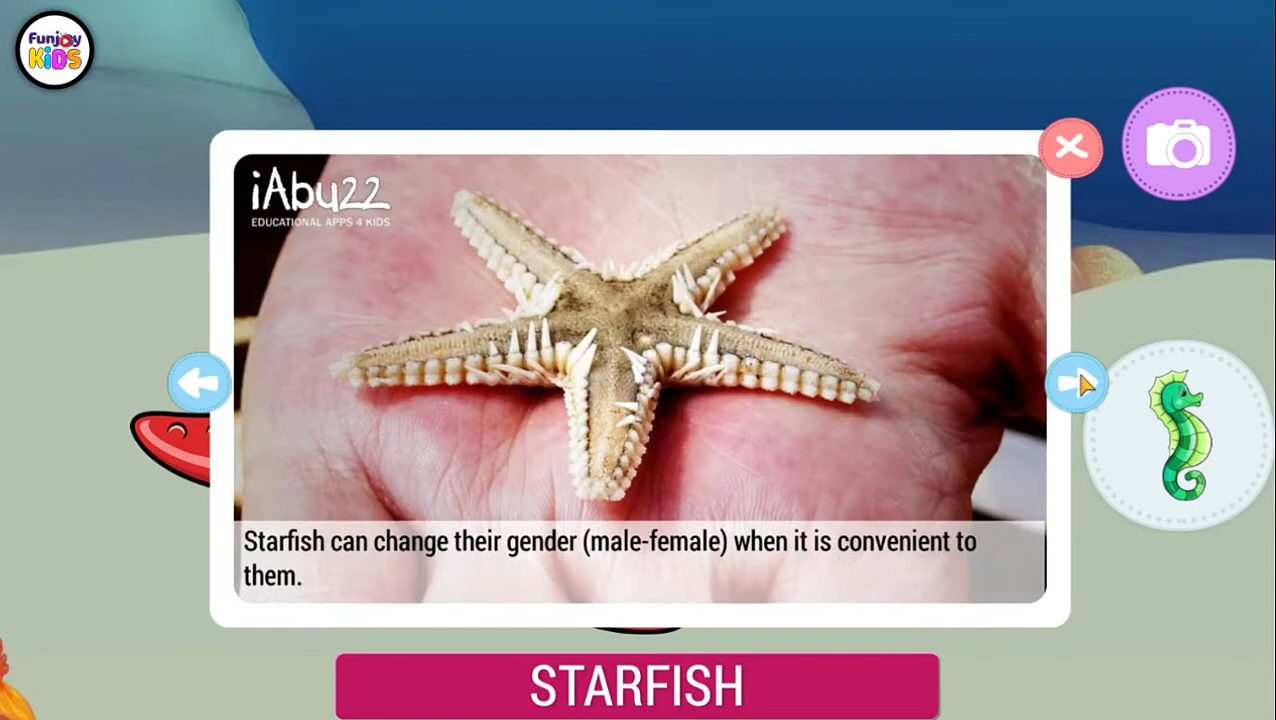 Funjoy
KiDS
iAbu22
EDUCATIONAL APPS 4 KIDS
Starfish can change their gender (male-female) when it is convenient to
them.
STARFISH